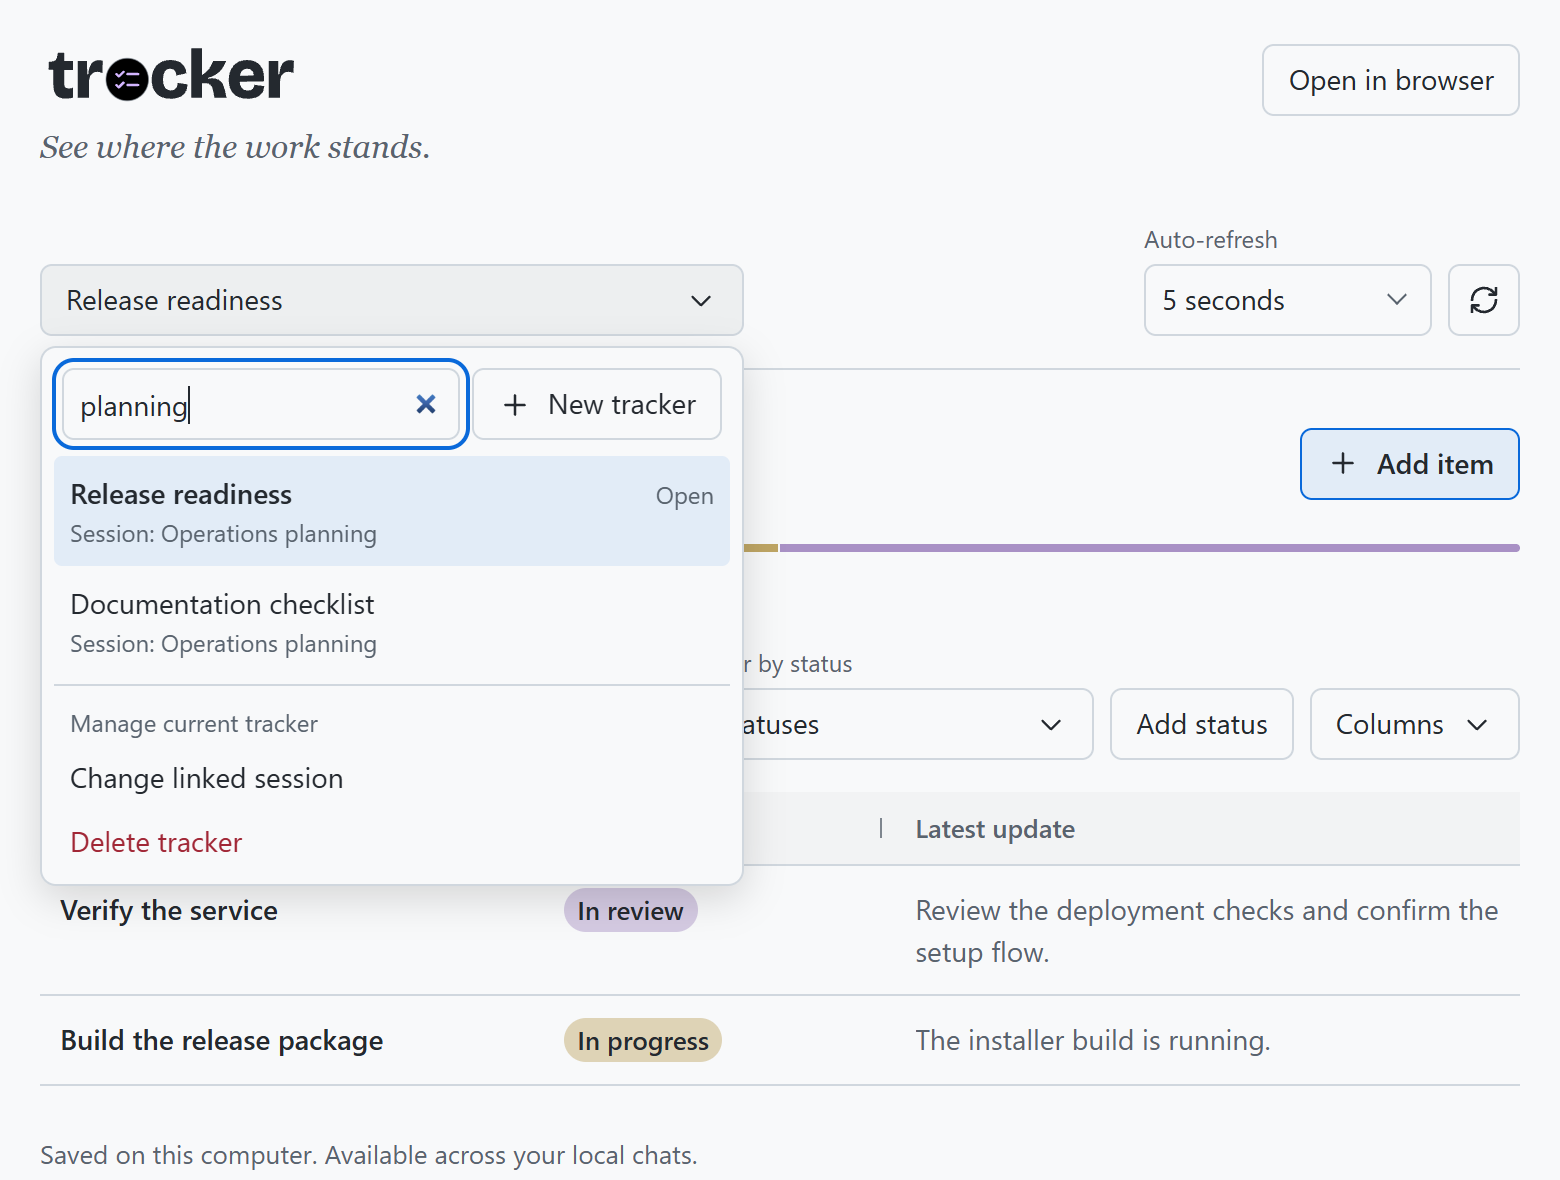 tracker
Open in browser
See where the work stands.
Auto-refresh
Release readiness
5 seconds
planning
New tracker
Add item
Release readiness
Open
Session: Operations planning
Documentation checklist
Session: Operations planning
r by status
Manage current tracker
atuses
Add status
Columns
Change linked session
Delete tracker
Latest update
Verify the service
In review
Review the deployment checks and confirm the
setup flow.
Build the release package
In progress
The installer build is running.
Saved on this computer. Available across your local chats.